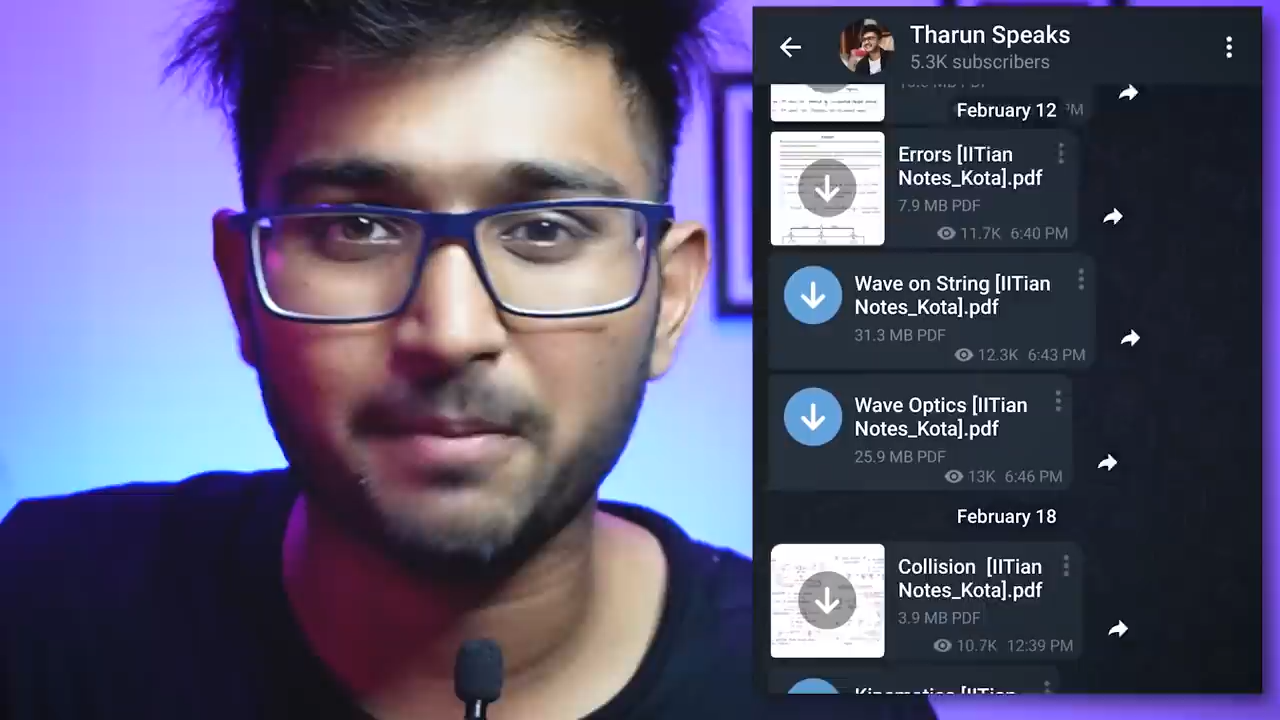 Tharun Speaks
5.3K subscribers
February 12
PM
Errors [IITian
Notes_Kota].pdf
7.9 MB PDF
11.7K 6:40 PM
Wave on String [IITian
Notes_Kota].pdf
31.3 MB PDF
12.3K 6:43 PM
Wave Optics [IITian
Notes_Kota].pdf
25.9 MB PDF
13K 6:46 PM
February 18
Collision [IITian
Notes_Kota].pdf
3.9 MB PDF
10.7K 12:39 PM
Kinematics [IITian